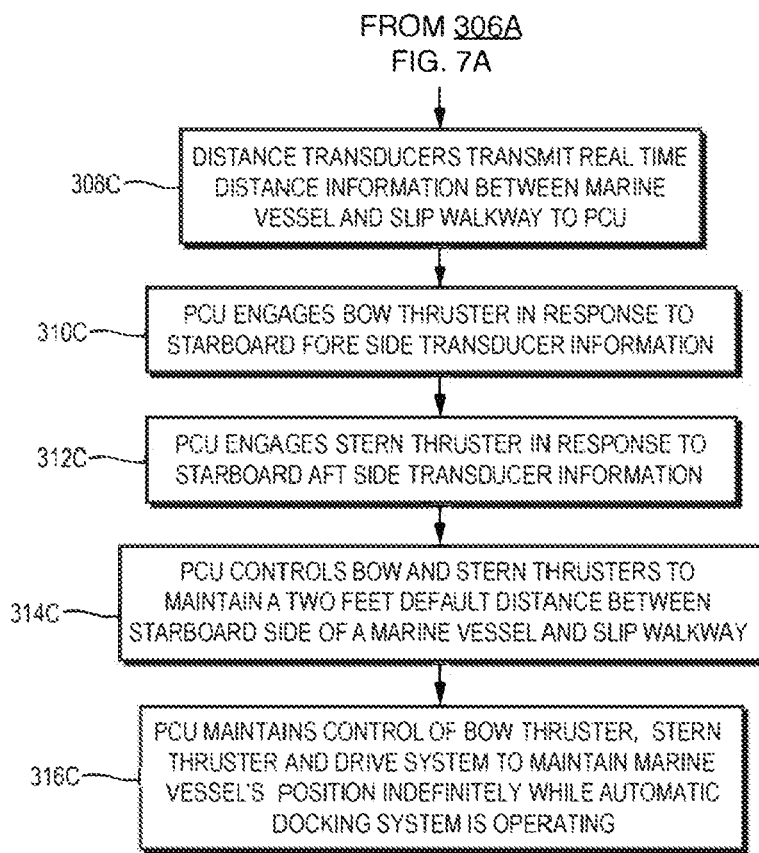 FROM 306A
FIG. 7A
308C
DISTANCE TRANSDUCERS TRANSMIT REAL TIME
DISTANCE INFORMATION BETWEEN MARINE
VESSEL AND SLIP WALKWAY TO PCU
310C
PCU ENGAGES BOW THRUSTER IN RESPONSE TO
STARBOARD FORE SIDE TRANSDUCER INFORMATION
312C
PCU ENGAGES STERN THRUSTER IN RESPONSE TO
STARBOARD AFT SIDE TRANSDUCER INFORMATION
314C
PCU CONTROLS BOW AND STERN THRUSTERS TO
MAINTAIN A TWO FEET DEFAULT DISTANCE BETWEEN
STARBOARD SIDE OF A MARINE VESSEL AND SLIP WALKWAY
316C
PCU MAINTAINS CONTROL OF BOW THRUSTER, STERN
THRUSTER AND DRIVE SYSTEM TO MAINTAIN MARINE
VESSEL'S POSITION INDEFINITELY WHILE AUTOMATIC
DOCKING SYSTEM IS OPERATING